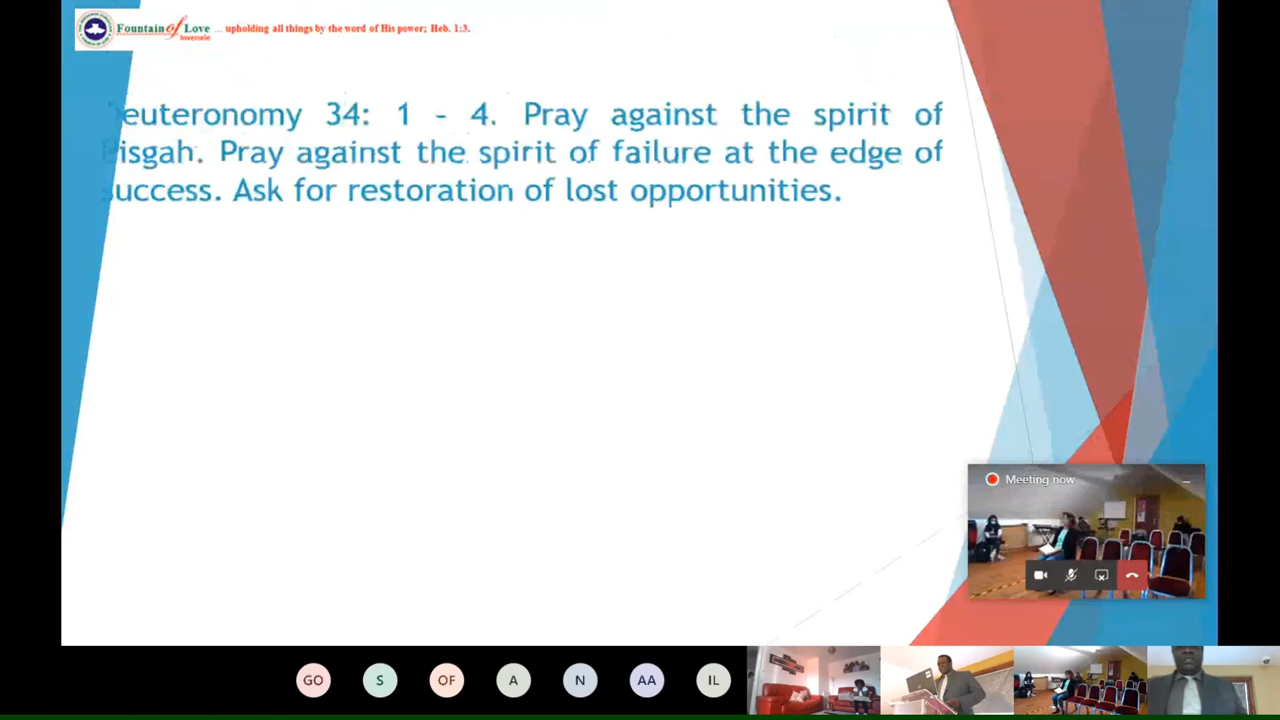 Fountain of Love ... upholding all things by the word of His power; Heb. 1:3.
Inverurie
Deuteronomy 34: 1 – 4. Pray against the spirit of
Pisgah. Pray against the spirit of failure at the edge of
success. Ask for restoration of lost opportunities.
Meeting now
GO S OF A N AA IL